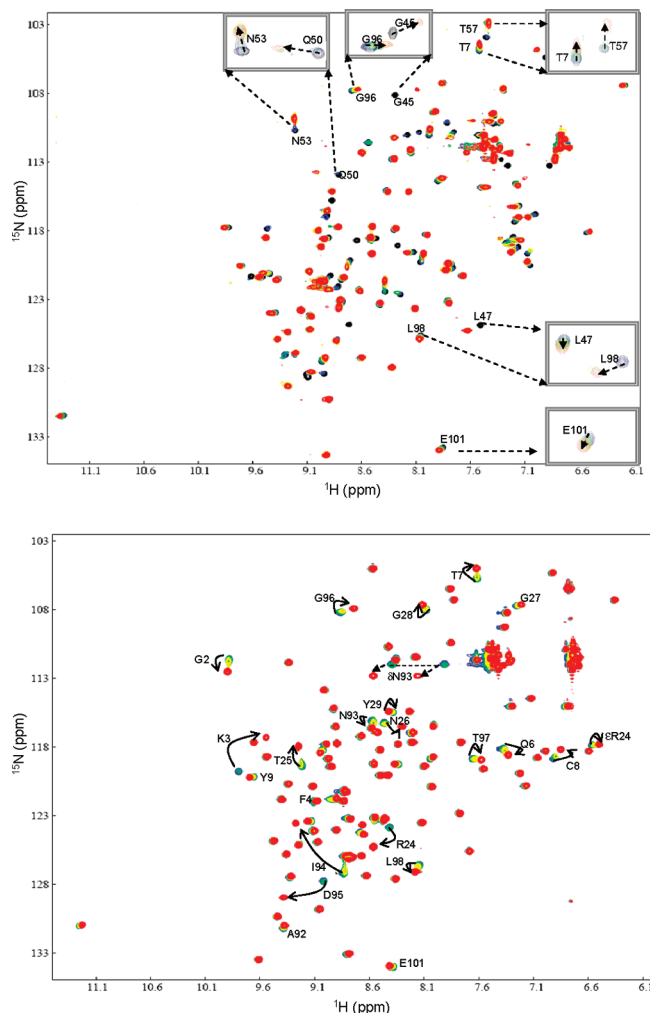 103
N53
Q50
G96
G45
T57
T7
T7
T57
G96
G45
N53
Q50
108
113
118
123
128
133
¹⁵N (ppm)
L98
L47
L47
L98
E101
E101
11.1
10.6
10.1
9.6
9.1
8.6
8.1
7.6
7.1
6.6
6.1
¹H (ppm)
103
108
113
118
123
128
133
¹⁵N (ppm)
G2
G96
T7
G28
G27
δN93
K3
Y29
N93
N26
T25
Y9
T97
Q6
εR24
C8
F4
R24
I94
L98
D95
A92
E101
11.1
10.6
10.1
9.6
9.1
8.6
8.1
7.6
7.1
6.6
6.1
¹H (ppm)